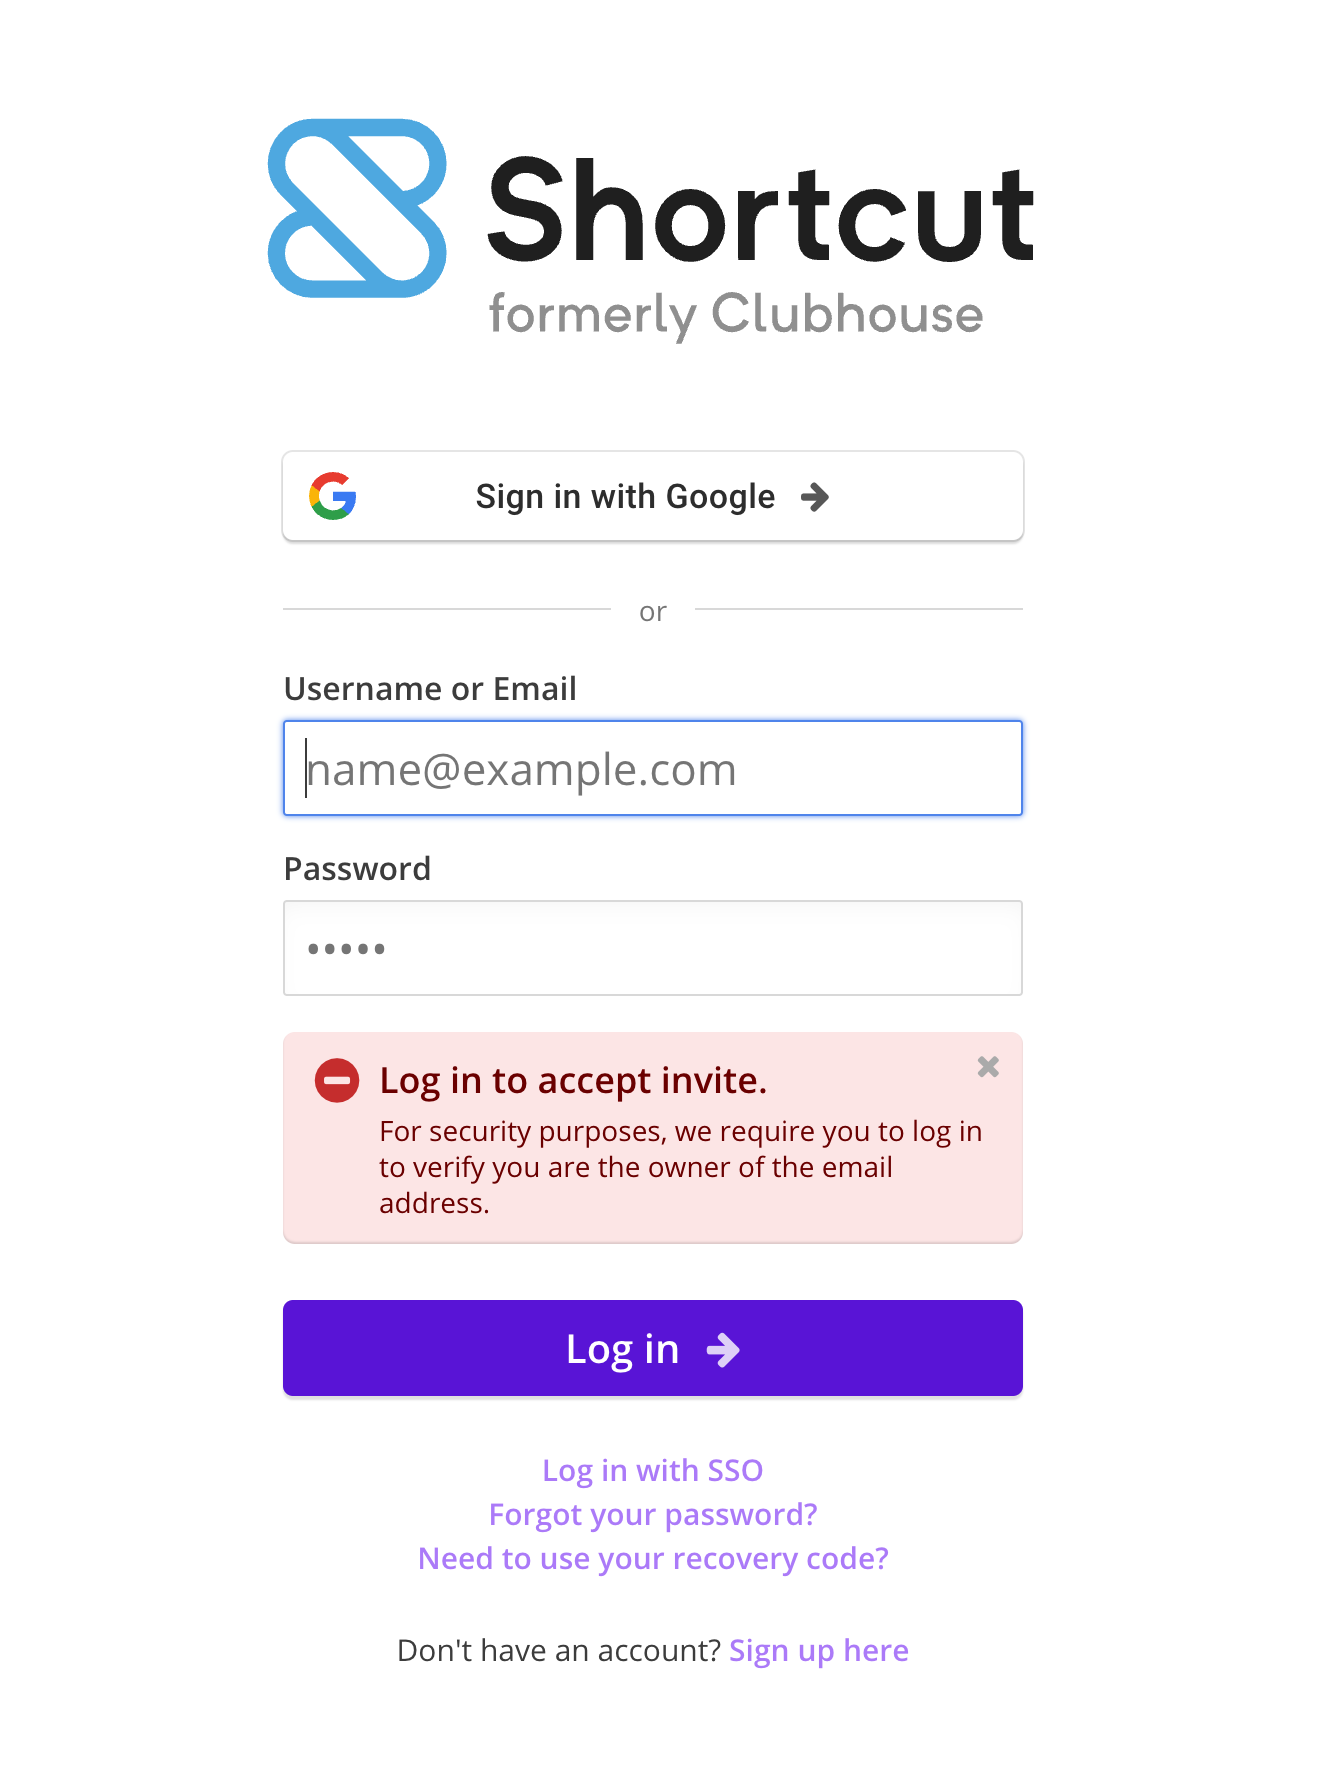 Shortcut
formerly Clubhouse
Sign in with Google
or
Username or Email
name@example.com
Password
•••••
Log in to accept invite.
For security purposes, we require you to log in
to verify you are the owner of the email
address.
Log in
Log in with SSO
Forgot your password?
Need to use your recovery code?
Don't have an account? Sign up here